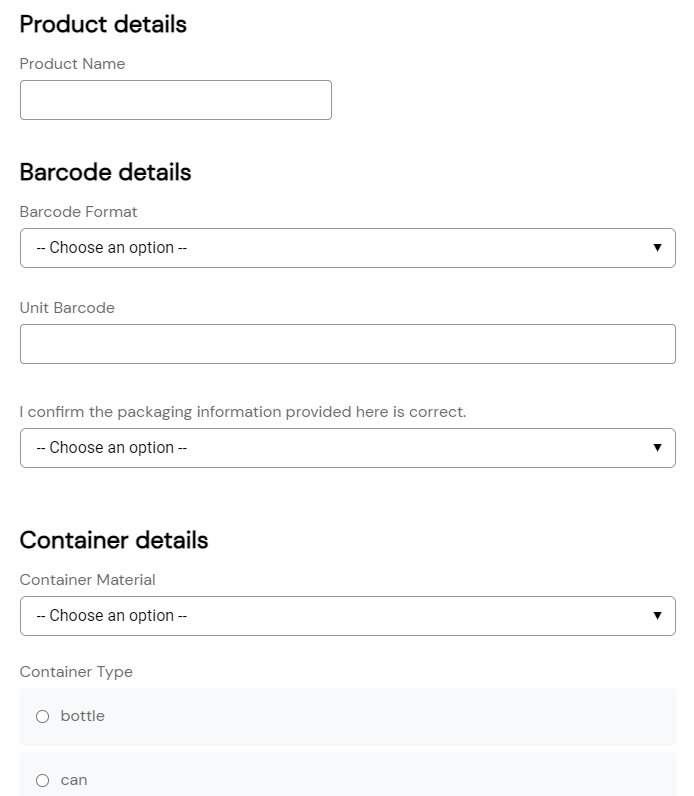 Product details
Product Name
Barcode details
Barcode Format
-- Choose an option --
Unit Barcode
I confirm the packaging information provided here is correct.
-- Choose an option --
Container details
Container Material
-- Choose an option --
Container Type
bottle
can